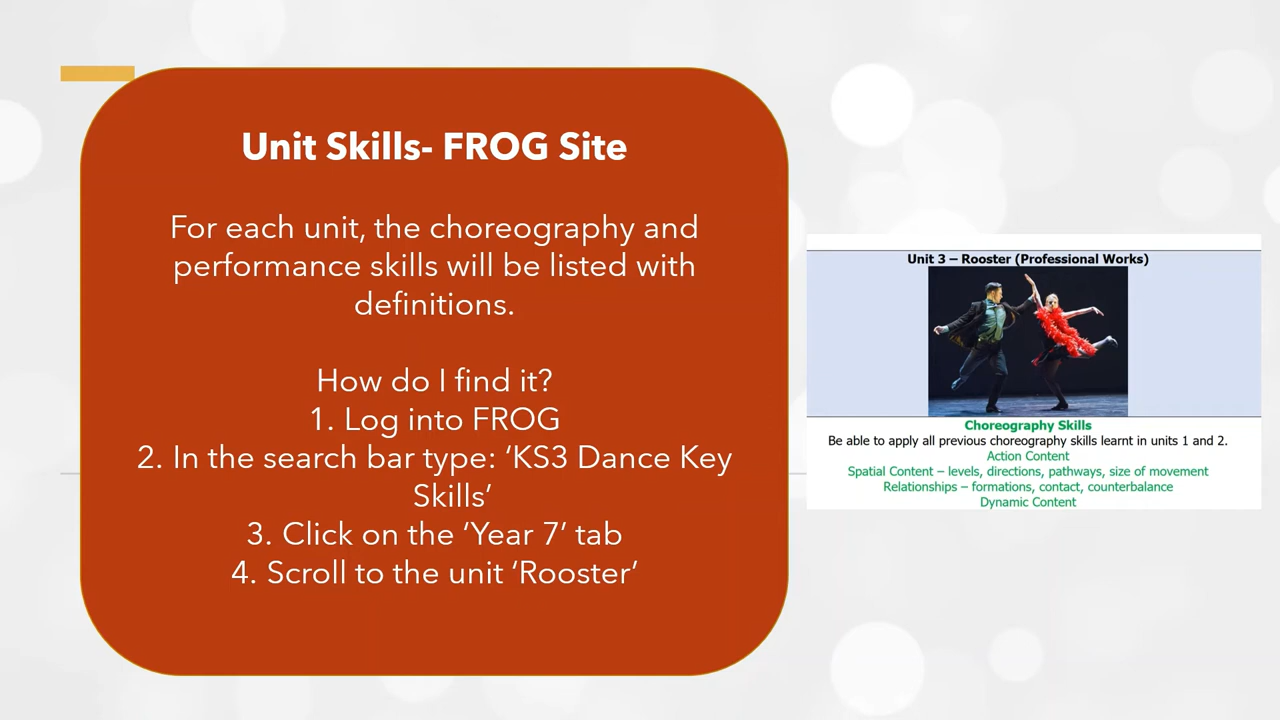 Unit Skills- FROG Site
For each unit, the choreography and
performance skills will be listed with
definitions.
How do I find it?
1. Log into FROG
2. In the search bar type: ‘KS3 Dance Key
Skills’
3. Click on the ‘Year 7’ tab
4. Scroll to the unit ‘Rooster’
Unit 3 – Rooster (Professional Works)
Choreography Skills
Be able to apply all previous choreography skills learnt in units 1 and 2.
Action Content
Spatial Content – levels, directions, pathways, size of movement
Relationships – formations, contact, counterbalance
Dynamic Content